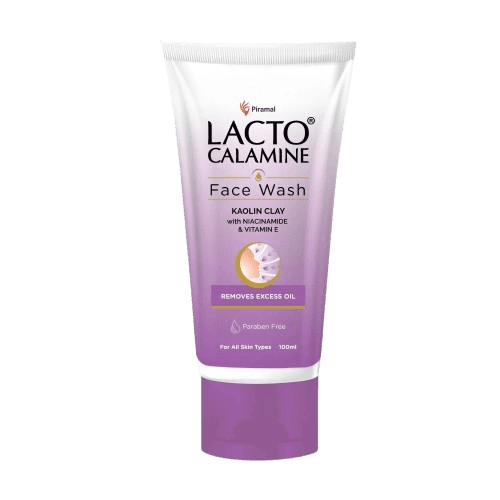 Piramal
LACTO®
CALAMINE
Face Wash
KAOLIN CLAY
with NIACINAMIDE
& VITAMIN E
REMOVES EXCESS OIL
Paraben Free
For All Skin Types 100ml